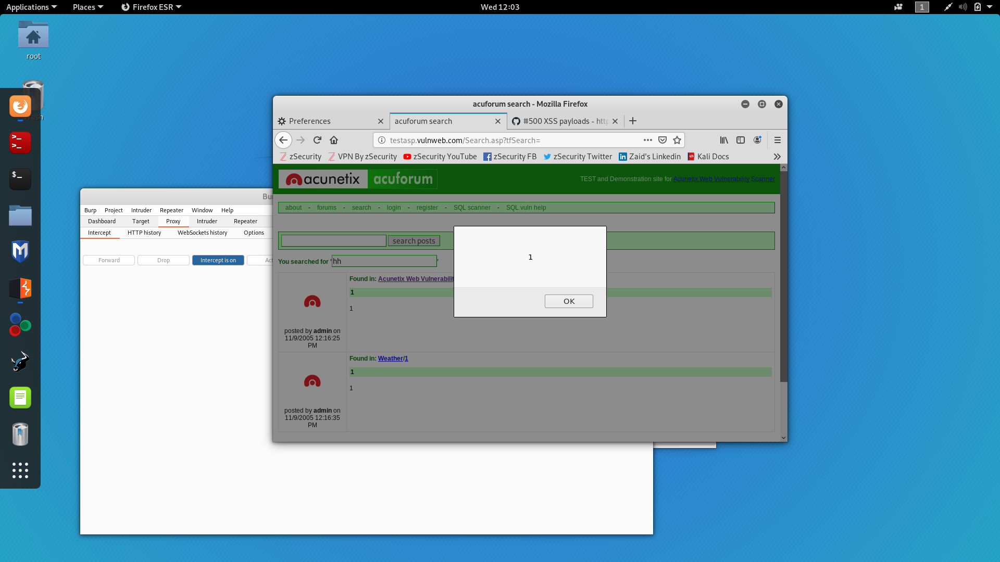 Applications Places Firefox ESR Wed 12:03 1
root
acuforum search - Mozilla Firefox
Preferences acuforum search #500 XSS payloads - http
testasp.vulnweb.com/Search.asp?tfSearch=
zSecurity VPN By zSecurity zSecurity YouTube zSecurity FB zSecurity Twitter Zaid's Linkedin Kali Docs
acunetix acuforum
TEST and Demonstration site for Acunetix Web Vulnerability Scanner
about - forums - search - login - register - SQL scanner - SQL vuln help
search posts
You searched for 'hh'
Found in: Acunetix Web Vulnerabilit
1
1
posted by admin on
11/9/2005 12:16:25
PM
Found in: Weather/1
1
1
posted by admin on
11/9/2005 12:16:35
PM
1
OK
Bu
Burp Project Intruder Repeater Window Help
Dashboard Target Proxy Intruder Repeater
Intercept HTTP history WebSockets history Options
Forward Drop Intercept is on Act
>_
>_
$_